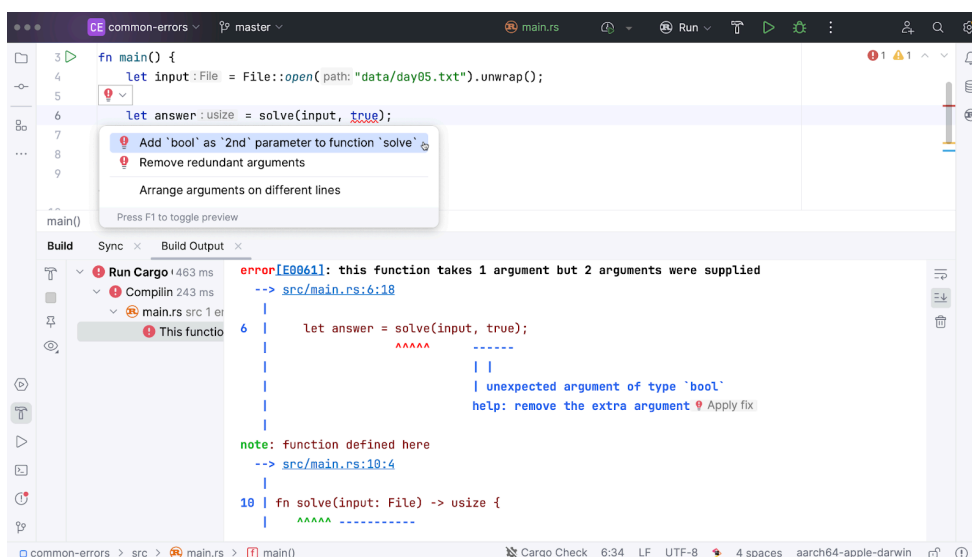 CE common-errors master main.rs Run
3 fn main() {
4 let input : File = File::open( path: "data/day05.txt").unwrap();
1 1
5
6 let answer : usize = solve(input, true);
7
Add `bool` as `2nd` parameter to function `solve`
8
Remove redundant arguments
9
Arrange arguments on different lines
Press F1 to toggle preview
main()
Build Sync Build Output
Run Cargo 463 ms
Compilin 243 ms
main.rs src 1 er
This functio
error[E0061]: this function takes 1 argument but 2 arguments were supplied
--> src/main.rs:6:18
|
6 | let answer = solve(input, true);
| ^^^^^ ------
| | |
| | unexpected argument of type `bool`
| help: remove the extra argument Apply fix
|
note: function defined here
--> src/main.rs:10:4
|
10 | fn solve(input: File) -> usize {
| ^^^^^ -----------
common-errors > src > main.rs > main() Cargo Check 6:34 LF UTF-8 4 spaces aarch64-apple-darwin